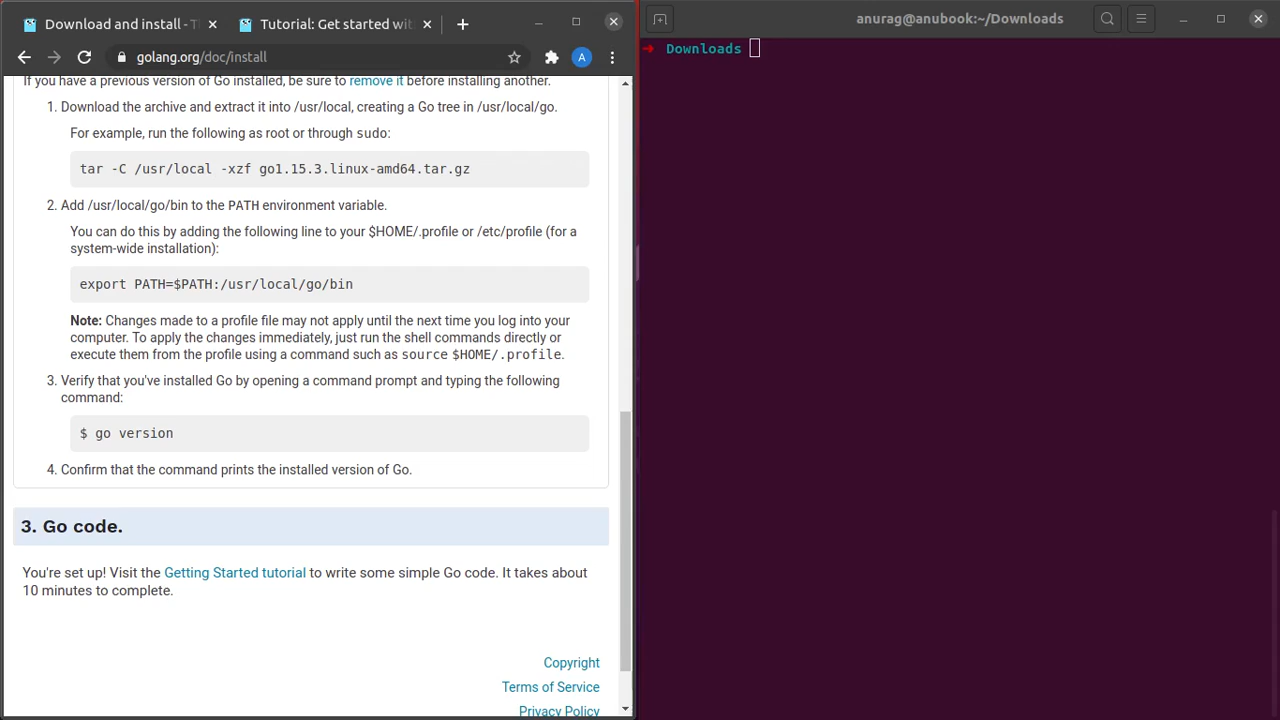 Download and install - T
Tutorial: Get started wit
golang.org/doc/install
A
If you have a previous version of Go installed, be sure to remove it before installing another.
1. Download the archive and extract it into /usr/local, creating a Go tree in /usr/local/go.
For example, run the following as root or through sudo:
tar -C /usr/local -xzf go1.15.3.linux-amd64.tar.gz
2. Add /usr/local/go/bin to the PATH environment variable.
You can do this by adding the following line to your $HOME/.profile or /etc/profile (for a
system-wide installation):
export PATH=$PATH:/usr/local/go/bin
Note: Changes made to a profile file may not apply until the next time you log into your
computer. To apply the changes immediately, just run the shell commands directly or
execute them from the profile using a command such as source $HOME/.profile.
3. Verify that you've installed Go by opening a command prompt and typing the following
command:
$ go version
4. Confirm that the command prints the installed version of Go.
3. Go code.
You're set up! Visit the Getting Started tutorial to write some simple Go code. It takes about
10 minutes to complete.
Copyright
Terms of Service
Privacy Policy
anurag@anubook:~/Downloads
➜ Downloads